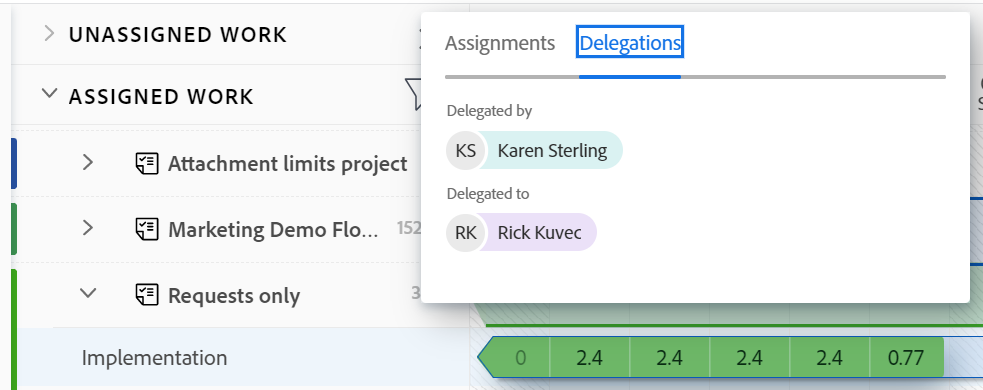 UNASSIGNED WORK
ASSIGNED WORK
Attachment limits project
Marketing Demo Flo... 152
Requests only 3
Implementation
Assignments Delegations
Delegated by
KS Karen Sterling
Delegated to
RK Rick Kuvec
0 2.4 2.4 2.4 2.4 0.77